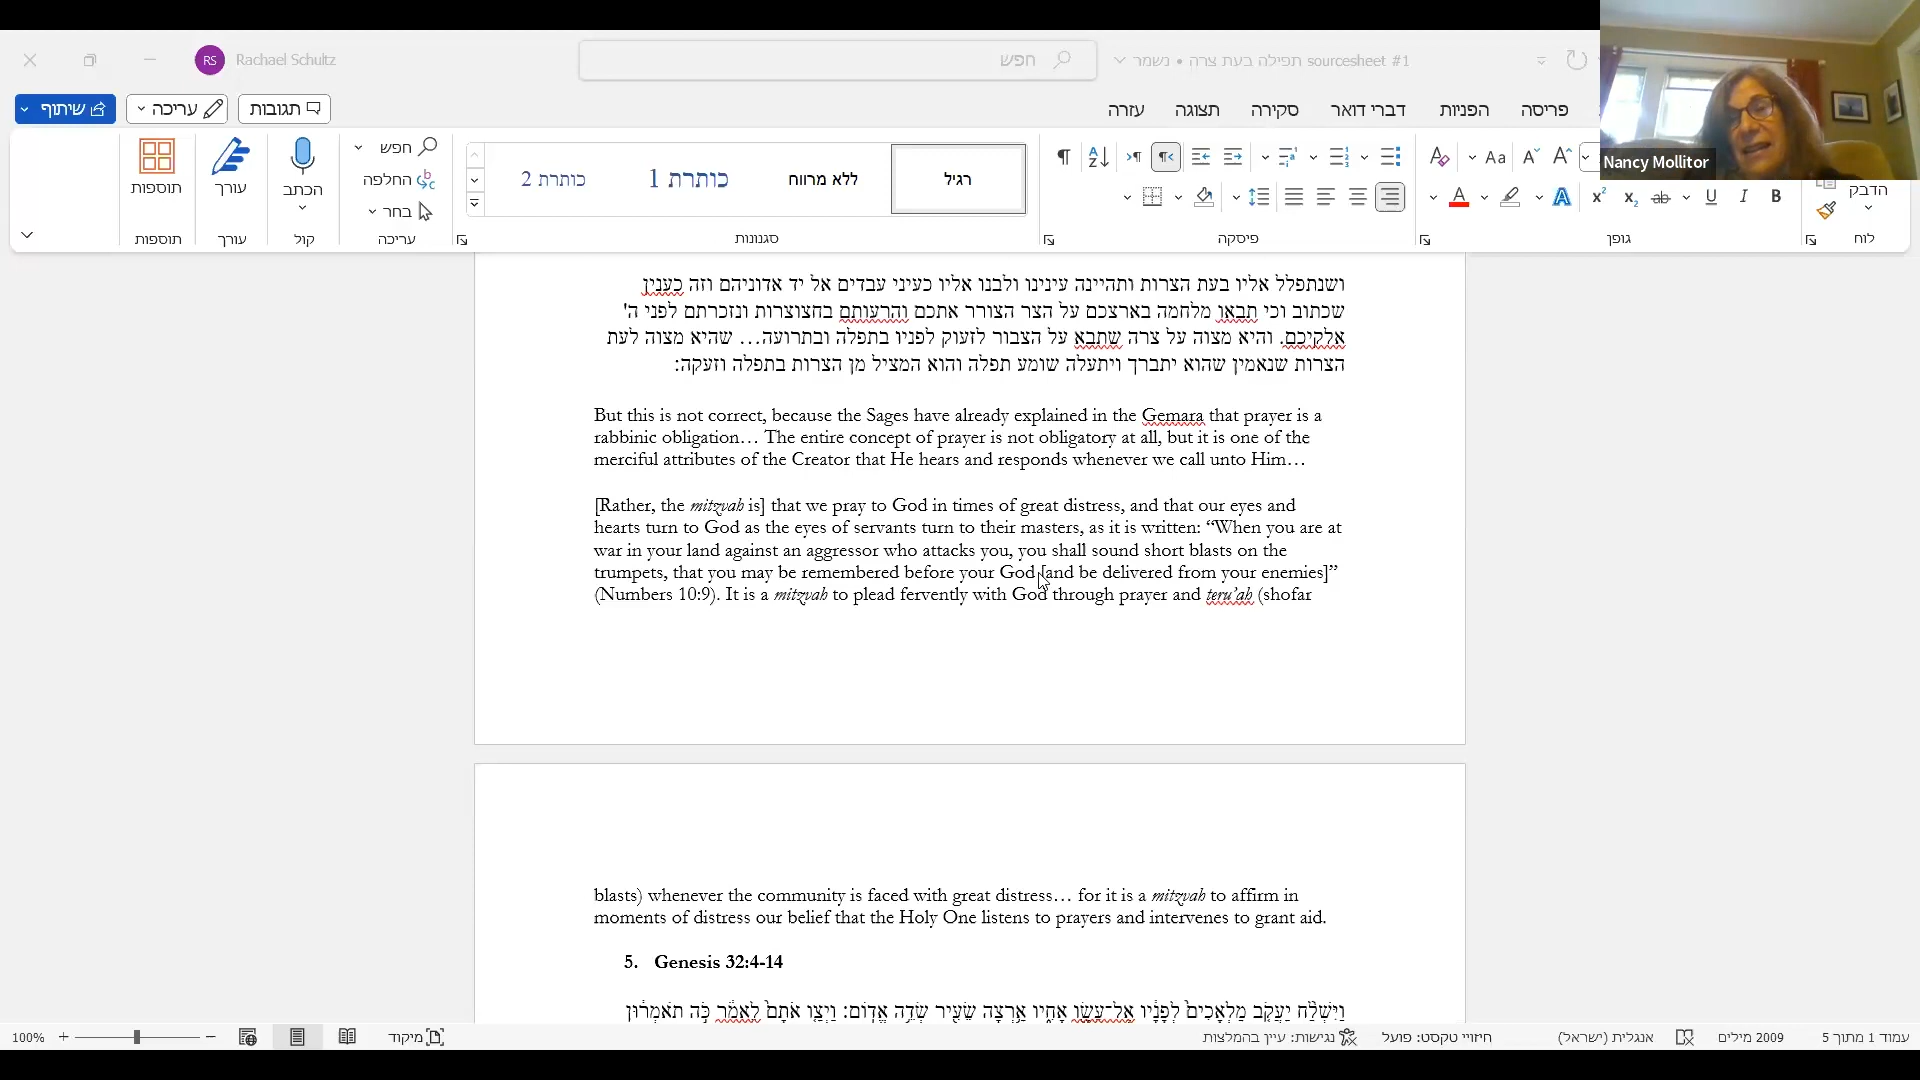 RS Rachael Schultz
חפש
sourcesheet #1 תפילה בעת צרה • נשמר
שיתוף
עריכה
תגובות
עזרה
תצוגה
סקירה
דברי דואר
הפניות
פריסה
Nancy Mollitor
תוספות
עורך
הכתב
חפש
החלפה
בחר
כותרת 2
כותרת 1
ללא מרווח
רגיל
הדבק
תוספות
עורך
קול
עריכה
סגנונות
פיסקה
גופן
לוח
ושנתפלל אליו בעת הצרות ותהיינה עינינו ולבנו אליו כעיני עבדים אל יד אדוניהם וזה כענין
שכתוב וכי תבאו מלחמה בארצכם על הצר הצורר אתכם והרעותם בחצוצרות ונזכרתם לפני ה'
אלקיכם. והיא מצוה על צרה שתבא על הצבור לזעוק לפניו בתפלה ובתרועה... שהיא מצוה לעת
הצרות שנאמין שהוא יתברך ויתעלה שומע תפלה והוא המציל מן הצרות בתפלה וזעקה:
But this is not correct, because the Sages have already explained in the Gemara that prayer is a
rabbinic obligation… The entire concept of prayer is not obligatory at all, but it is one of the
merciful attributes of the Creator that He hears and responds whenever we call unto Him…
[Rather, the mitzvah is] that we pray to God in times of great distress, and that our eyes and
hearts turn to God as the eyes of servants turn to their masters, as it is written: “When you are at
war in your land against an aggressor who attacks you, you shall sound short blasts on the
trumpets, that you may be remembered before your God [and be delivered from your enemies]”
(Numbers 10:9). It is a mitzvah to plead fervently with God through prayer and teru’ah (shofar
blasts) whenever the community is faced with great distress… for it is a mitzvah to affirm in
moments of distress our belief that the Holy One listens to prayers and intervenes to grant aid.
5. Genesis 32:4-14
וַיִּשְׁלַ֨ח יַעֲקֹ֤ב מַלְאָכִים֙ לְפָנָ֔יו אֶל־עֵשָׂ֖ו אָחִ֑יו אַ֥רְצָה שֵׂעִ֖יר שְׂדֵ֥ה אֱדֽוֹם: וַיְצַ֤ו אֹתָם֙ לֵאמֹ֔ר כֹּ֣ה תֹאמְר֔וּן
100%
מיקוד
נגישות: עיין בהמלצות
חיזויי טקסט: פועל
אנגלית (ישראל)
2009 מילים
עמוד 1 מתוך 5